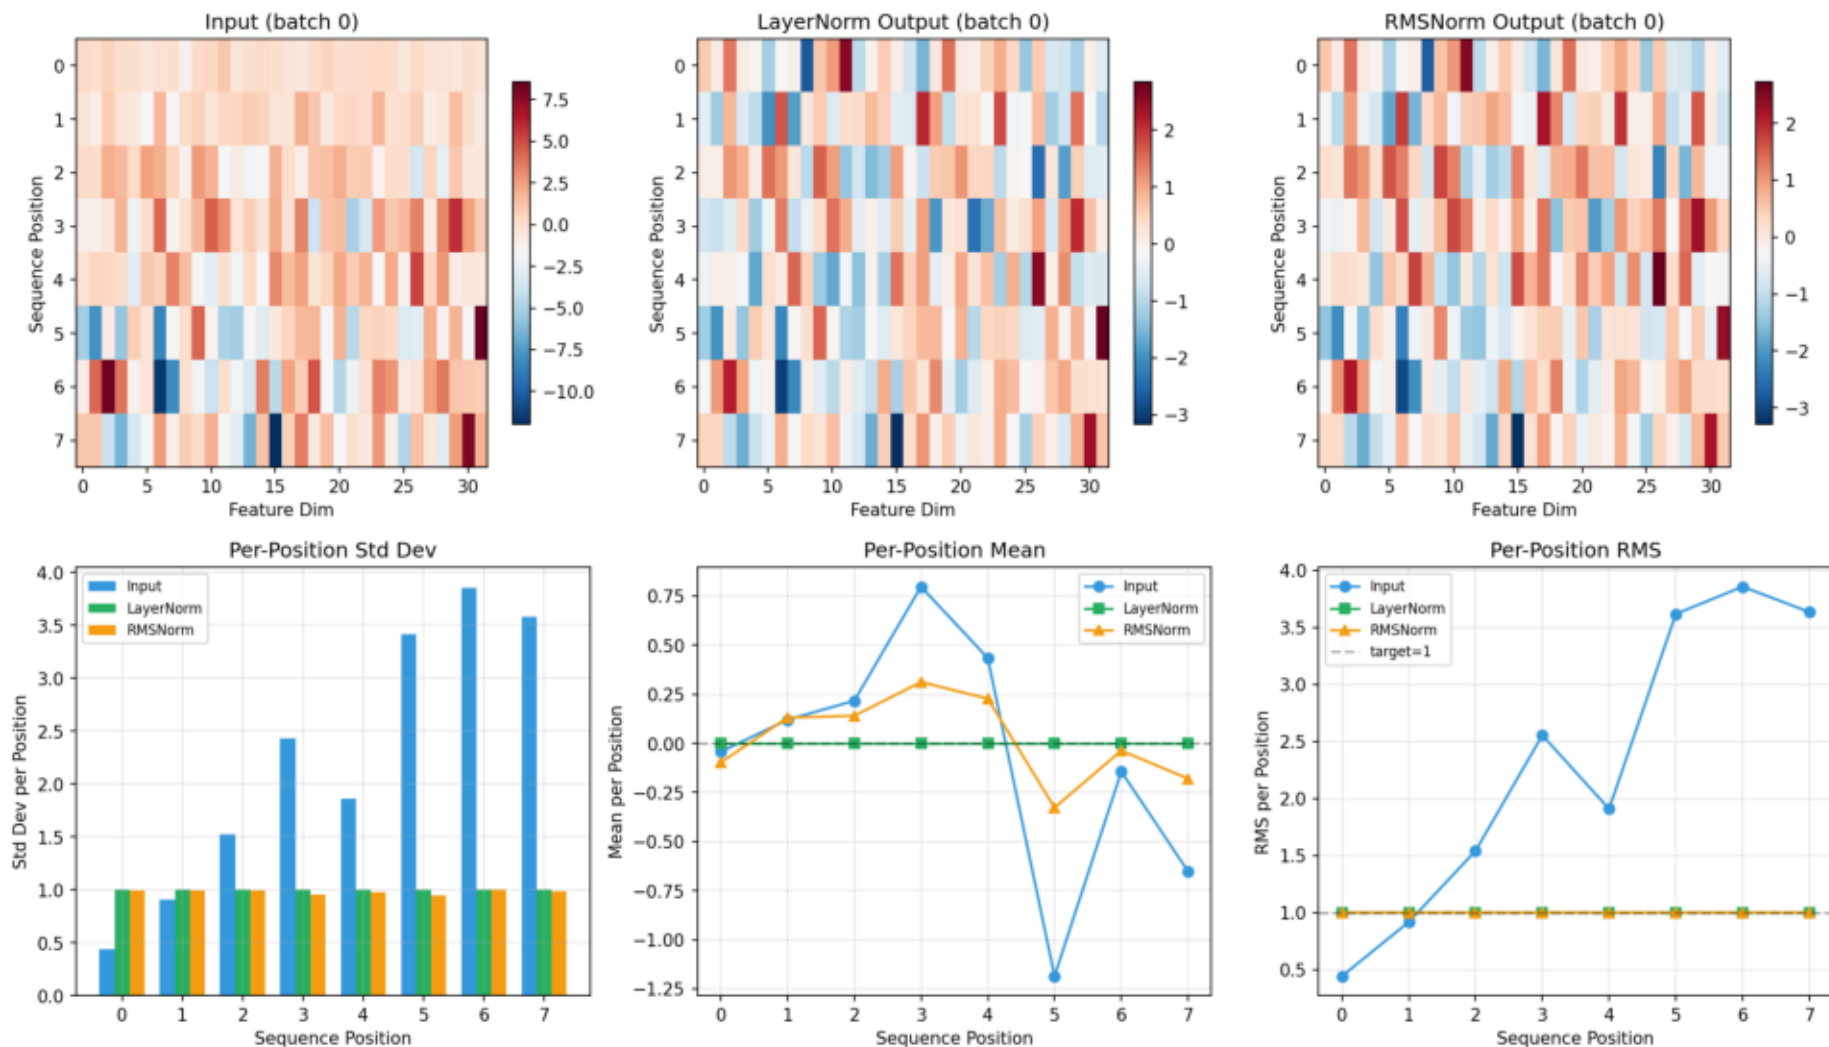 Input (batch 0)
0
1
2
3
4
5
6
7
Sequence Position
0 5 10 15 20 25 30
Feature Dim
7.5
5.0
2.5
0.0
−2.5
−5.0
−7.5
−10.0
LayerNorm Output (batch 0)
0
1
2
3
4
5
6
7
Sequence Position
0 5 10 15 20 25 30
Feature Dim
2
1
0
−1
−2
−3
RMSNorm Output (batch 0)
0
1
2
3
4
5
6
7
Sequence Position
0 5 10 15 20 25 30
Feature Dim
2
1
0
−1
−2
−3
Per-Position Std Dev
Input
LayerNorm
RMSNorm
4.0
3.5
3.0
2.5
2.0
1.5
1.0
0.5
0.0
Std Dev per Position
0 1 2 3 4 5 6 7
Sequence Position
Per-Position Mean
Input
LayerNorm
RMSNorm
0.75
0.50
0.25
0.00
−0.25
−0.50
−0.75
−1.00
−1.25
Mean per Position
0 1 2 3 4 5 6 7
Sequence Position
Per-Position RMS
Input
LayerNorm
RMSNorm
target=1
4.0
3.5
3.0
2.5
2.0
1.5
1.0
0.5
RMS per Position
0 1 2 3 4 5 6 7
Sequence Position